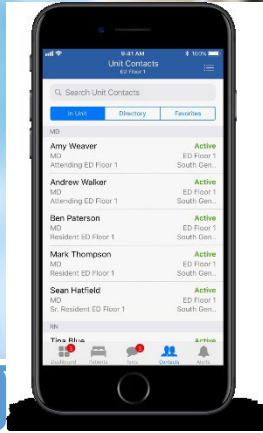 9:41 AM
100%
Unit Contacts
ED Floor 1
Search Unit Contacts
In Unit
Directory
Favorites
MD
Amy Weaver Active
MD ED Floor 1
Attending ED Floor 1 South Gen...
Andrew Walker Active
MD ED Floor 1
Attending ED Floor 1 South Gen...
Ben Paterson Active
MD ED Floor 1
Resident ED Floor 1 South Gen...
Mark Thompson Active
MD ED Floor 1
Resident ED Floor 1 South Gen...
Sean Hatfield Active
MD ED Floor 1
Sr. Resident ED Floor 1 South Gen...
RN
Tina Blue Active
Dashboard Patients Texts Contacts Alerts